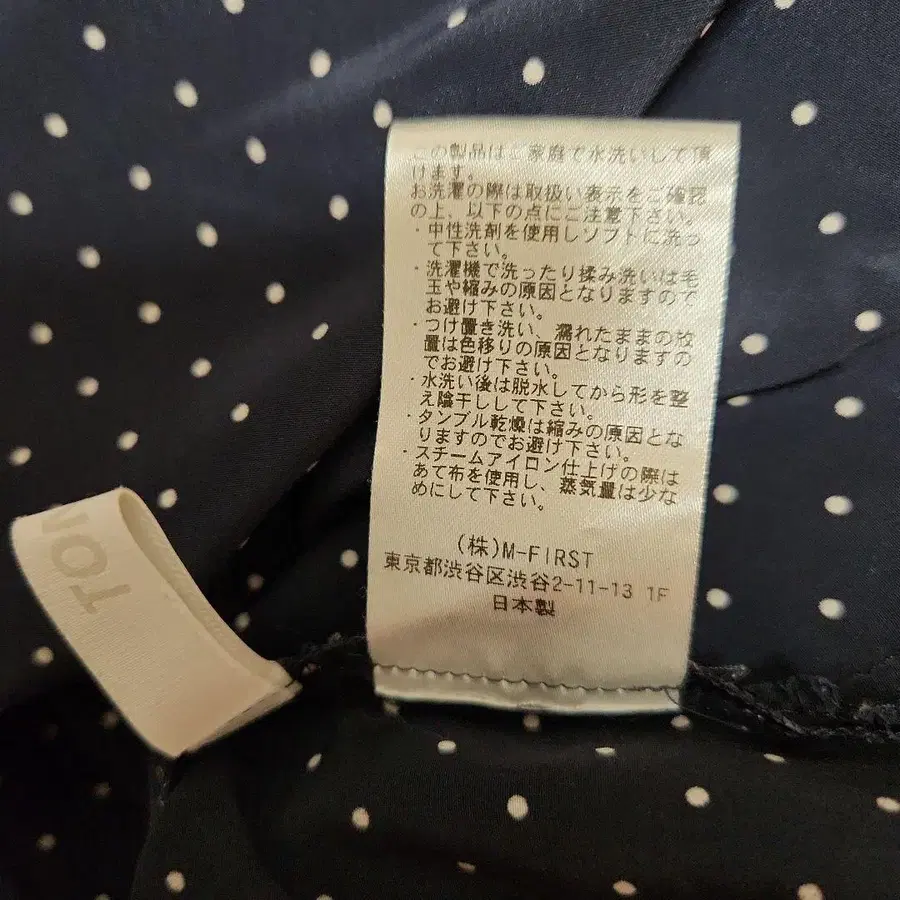 この製品はご家庭で水洗いして頂
けます。
お洗濯の際は取扱い表示をご確認
の上、以下の点にご注意下さい。
・中性洗剤を使用しソフトに洗っ
て下さい。
・洗濯機で洗ったり揉み洗いは毛
玉や縮みの原因となりますので
お避け下さい。
・つけ置き洗い、濡れたままの放
置は色移りの原因となりますの
でお避け下さい。
・水洗い後は脱水してから形を整
え陰干しして下さい。
・タンブル乾燥は縮みの原因とな
りますのでお避け下さい。
・スチームアイロン仕上げの際は
あて布を使用し、蒸気量は少な
めにして下さい。
(株)M-FIRST
東京都渋谷区渋谷2-11-13 1F
日本製